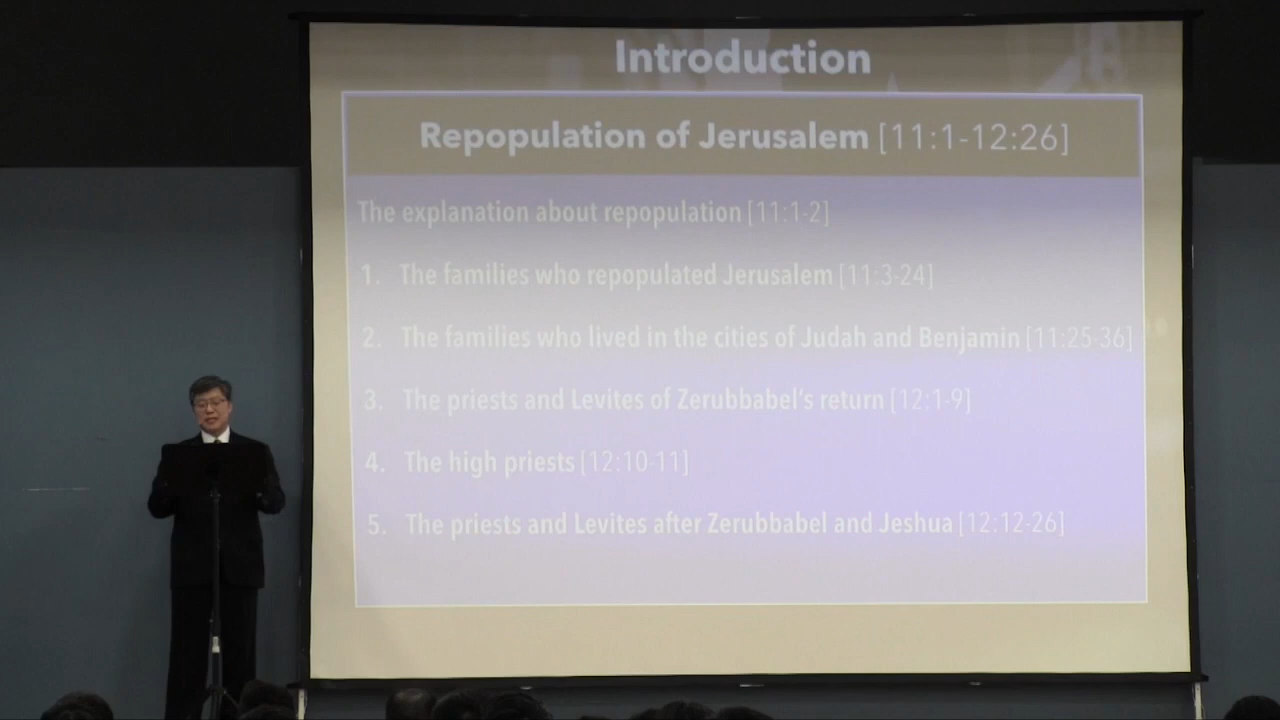 Introduction
Repopulation of Jerusalem [11:1-12:26]
The explanation about repopulation [11:1-2]
1. The families who repopulated Jerusalem [11:3-24]
2. The families who lived in the cities of Judah and Benjamin [11:25-36]
3. The priests and Levites of Zerubbabel's return [12:1-9]
4. The high priests [12:10-11]
5. The priests and Levites after Zerubbabel and Jeshua [12:12-26]